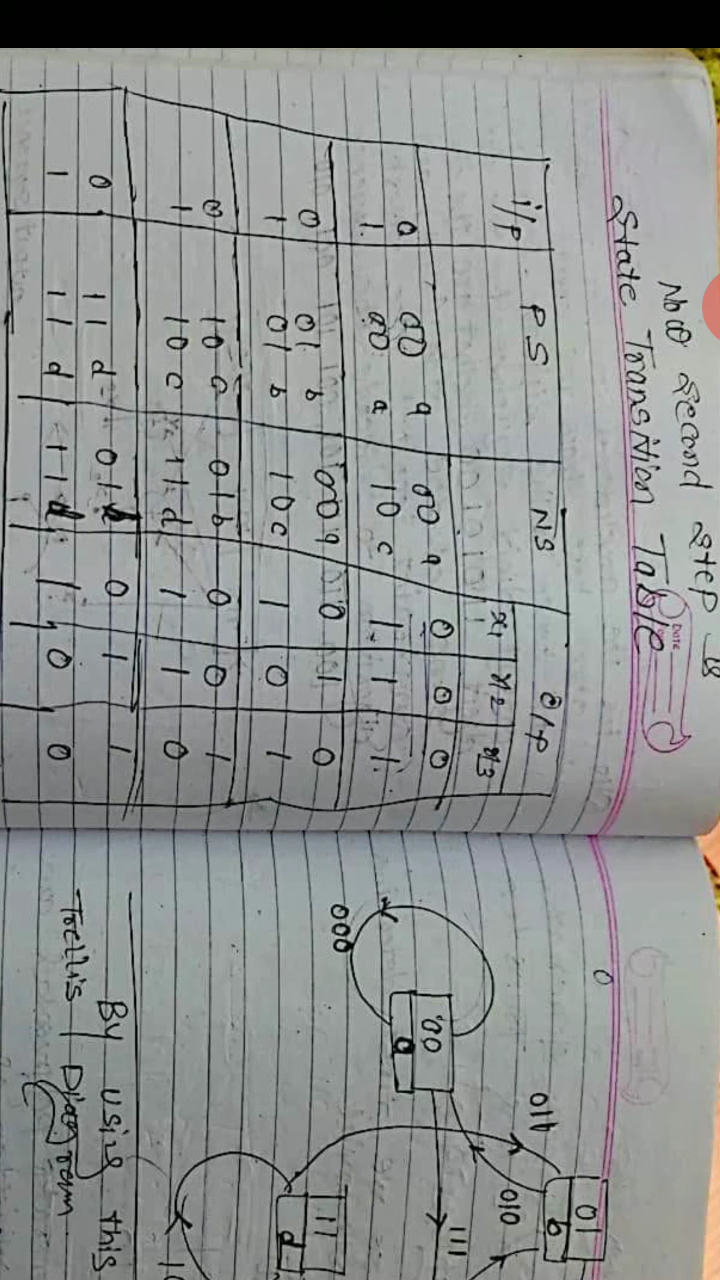 Now Second Step is
State Transition Table
DATE
i/p PS NS o/p
x1 x2 x3
0 00 a 00 a 0 0 0
1 00 a 10 c 1 1 1
0 01 b 00 a 0 1 0
1 01 b 10 c 1 0 1
0 10 c 01 b 0 0 1
1 10 c 11 d 1 1 0
0 11 d 01 b 0 1 1
1 11 d 11 d 1 0 0
01
b
011
010
00
a
000
111
11
d
By using this
Trellis Diagram